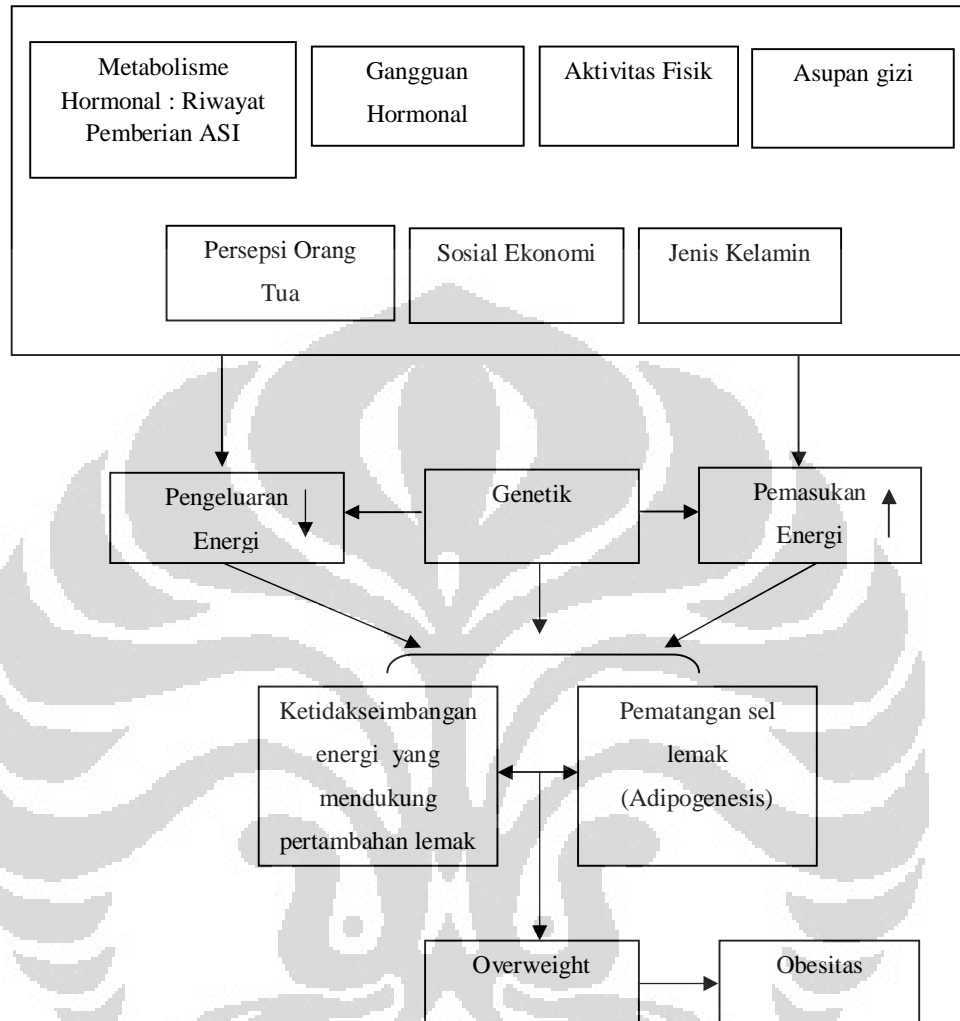 Metabolisme
Hormonal : Riwayat
Pemberian ASI
Gangguan
Hormonal
Aktivitas Fisik
Asupan gizi
Persepsi Orang
Tua
Sosial Ekonomi
Jenis Kelamin
Pengeluaran
Energi
Genetik
Pemasukan
Energi
Ketidakseimbangan
energi yang
mendukung
pertambahan lemak
Pematangan sel
lemak
(Adipogenesis)
Overweight
Obesitas